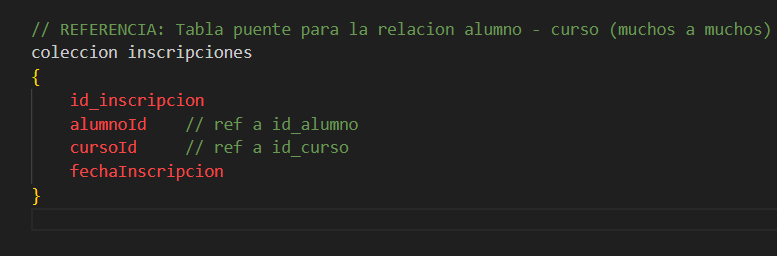 // REFERENCIA: Tabla puente para la relacion alumno - curso (muchos a muchos)
coleccion inscripciones
{
    id_inscripcion
    alumnoId    // ref a id_alumno
    cursoId     // ref a id_curso
    fechaInscripcion
}